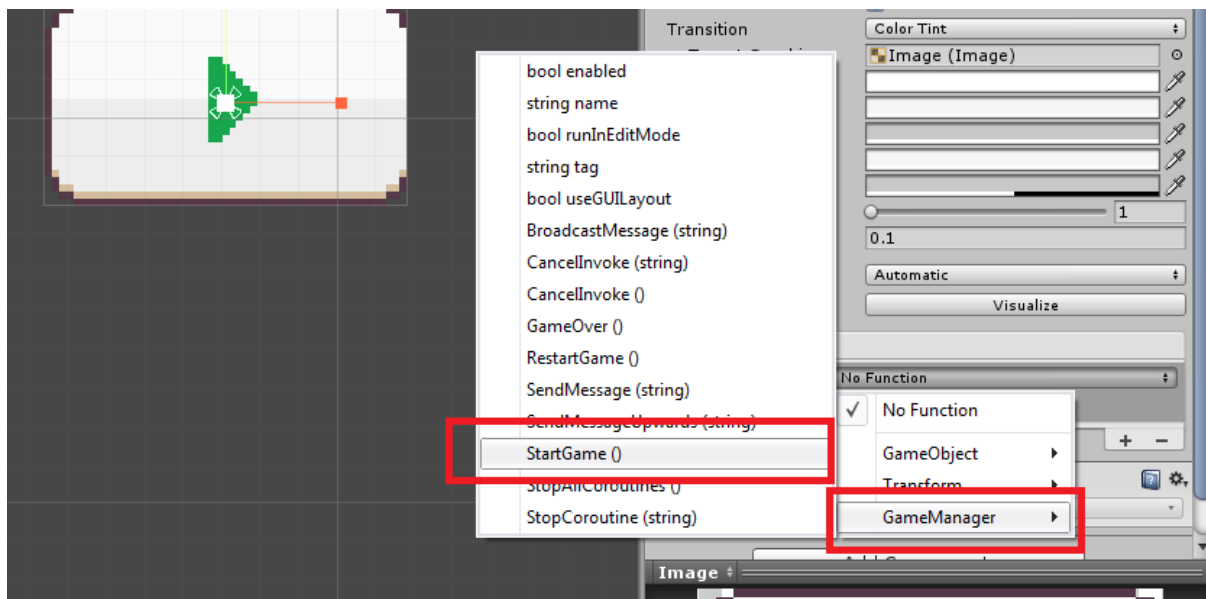 Transition
Color Tint
Image (Image)
bool enabled
string name
bool runInEditMode
string tag
bool useGUILayout
BroadcastMessage (string)
CancelInvoke (string)
CancelInvoke ()
GameOver ()
RestartGame ()
SendMessage (string)
SendMessageUpwards (string)
StartGame ()
StopAllCoroutines ()
StopCoroutine (string)
1
0.1
Automatic
Visualize
No Function
No Function
GameObject
Transform
GameManager
Image